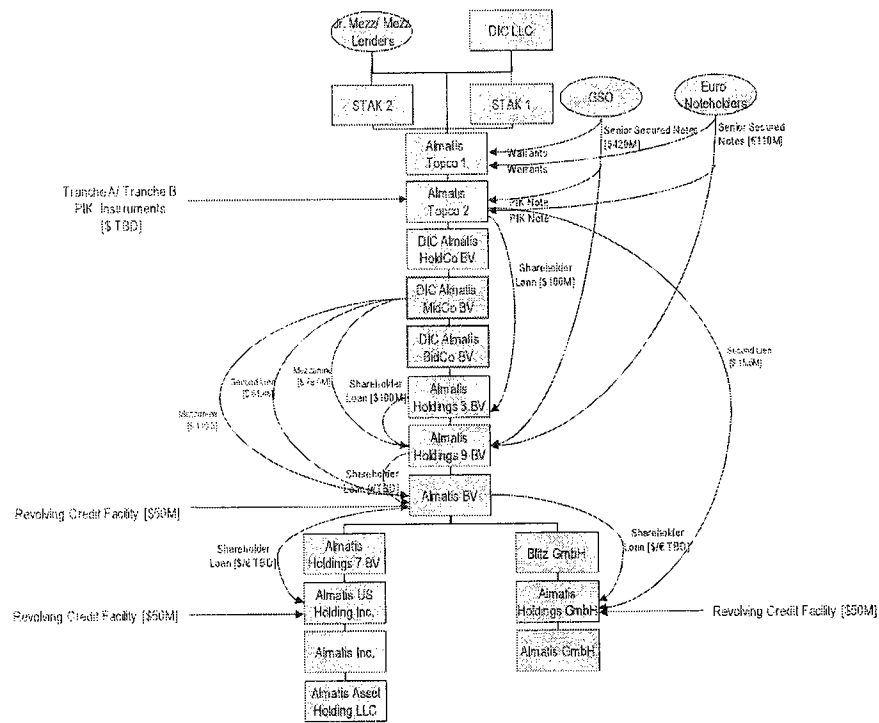 Jr. Mezz/ Mezz
Lenders
DIC LLC
STAK 2
STAK 1
GSO
Euro
Noteholders
Senior Secured Notes
[$420M]
Senior Secured
Notes
Almatis
Topco 1
Warrants
Warrants
Tranche A/ Tranche B
PIK Instruments
[$ TBD]
Almatis
Topco 2
PIK Note
PIK Note
DIC Almatis
HoldCo BV
Shareholder
Loan [$100M]
DIC Almatis
MidCo BV
DIC Almatis
BidCo BV
Second Lien
Second Lien
Mezzanine
Mezzanine
Shareholder
Loan [$100M]
Almatis
Holdings 3 BV
Almatis
Holdings 9 BV
Shareholder
Loan
Almatis BV
Revolving Credit Facility [$50M]
Shareholder
Loan [$/€ TBD]
Almatis
Holdings 7 BV
Blitz GmbH
Shareholder
Loan [$/€ TBD]
Almatis US
Holding Inc.
Almatis
Holdings GmbH
Revolving Credit Facility [$50M]
Revolving Credit Facility [$50M]
Almatis Inc.
Almatis GmbH
Almatis Asset
Holding LLC